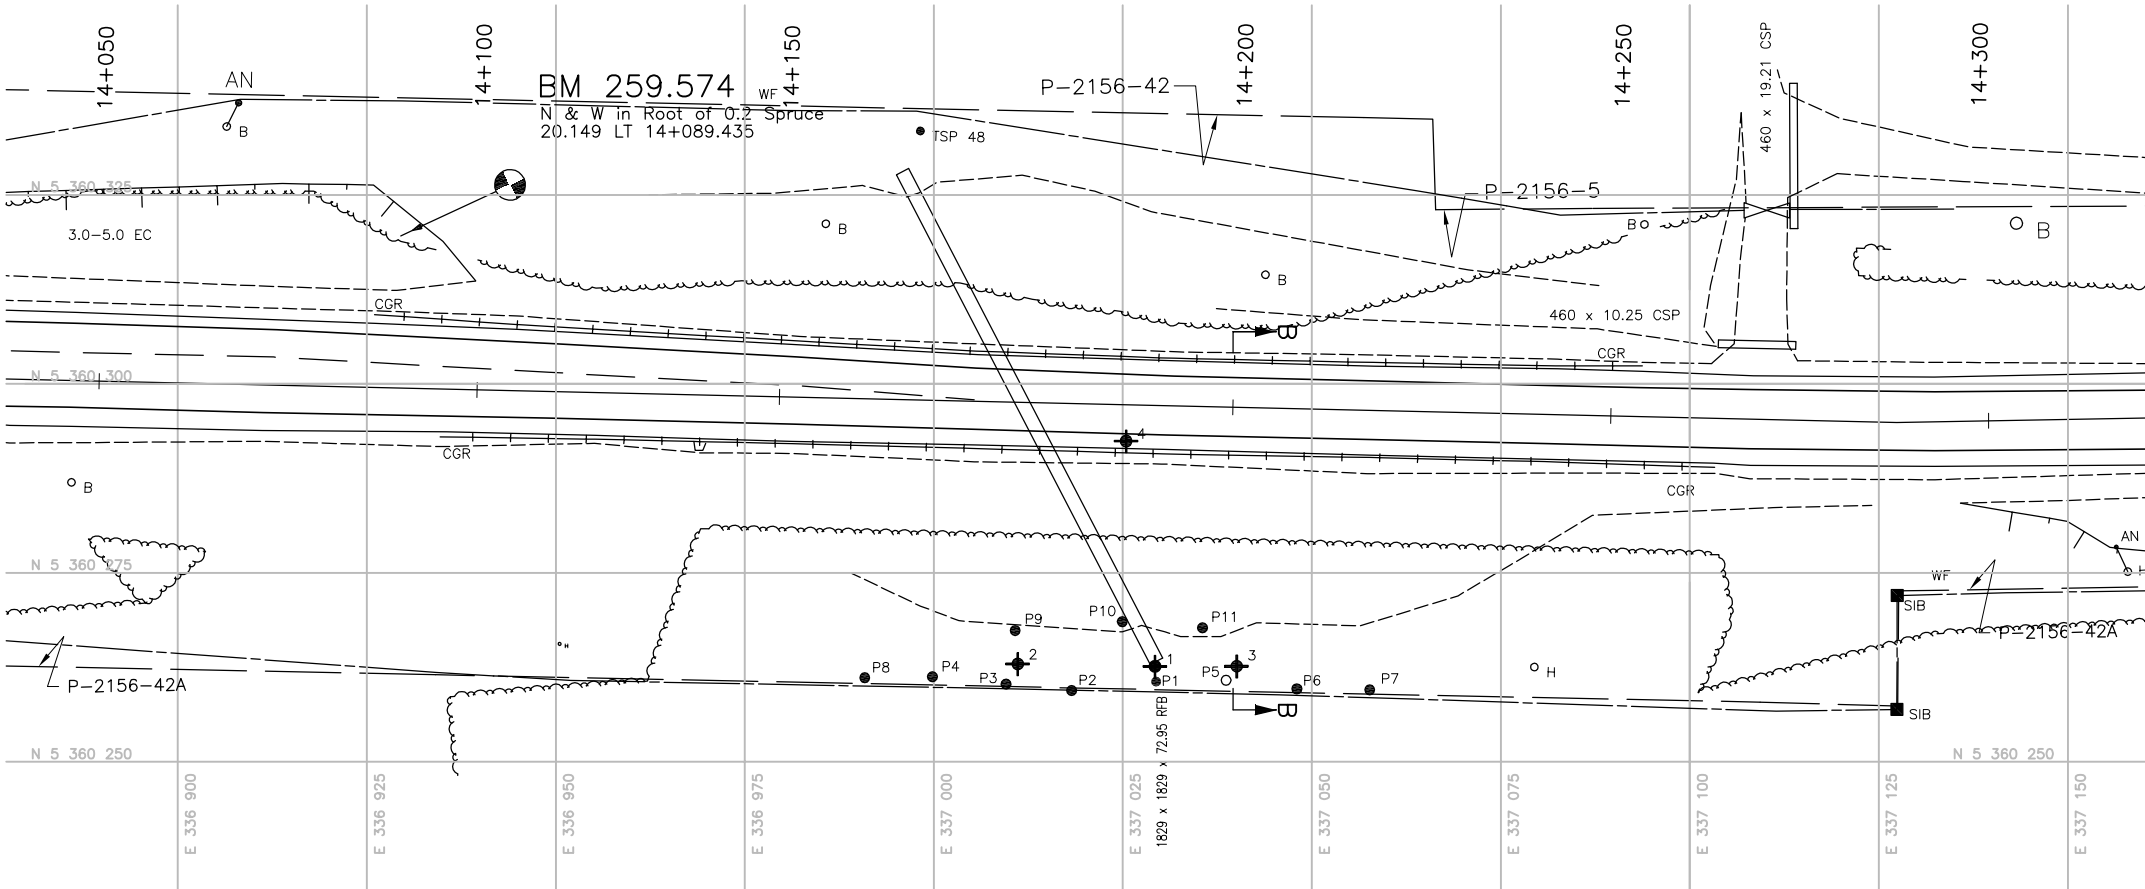 14+050
14+100
14+150
14+200
14+250
460 x 19.21 CSP
14+300
AN
B
BM 259.574
WF
N & W in Root of 0.2 Spruce
20.149 LT 14+089.435
TSP 48
P-2156-42
P-2156-5
N 5 360 325
3.0-5.0 EC
B
B
B
B
CGR
460 x 10.25 CSP
B
CGR
N 5 360 300
4
CGR
B
CGR
AN
N 5 360 275
WF
H
SIB
P-2156-42A
P9
P10
P11
H
2
1
3
P8
P4
P3
P2
P1
P5
P6
P7
H
P-2156-42A
B
SIB
1829 x 1829 x 72.95 RFB
N 5 360 250
N 5 360 250
E 336 900
E 336 925
E 336 950
E 336 975
E 337 000
E 337 025
E 337 050
E 337 075
E 337 100
E 337 125
E 337 150